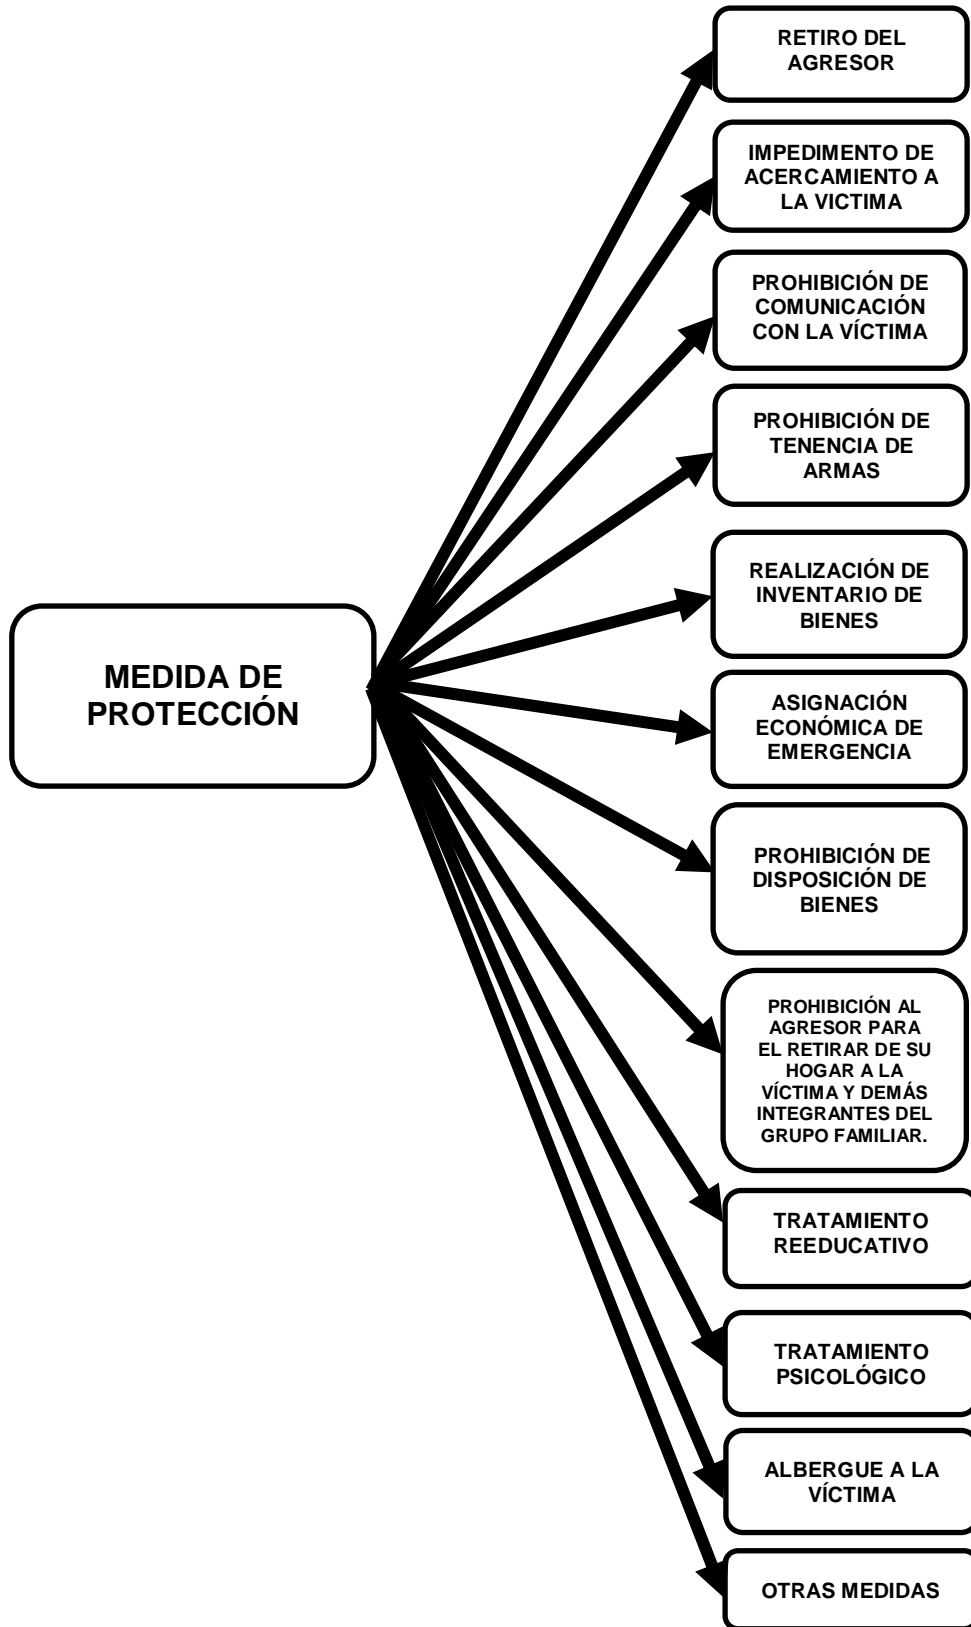 RETIRO DEL
AGRESOR
IMPEDIMENTO DE
ACERCAMIENTO A
LA VICTIMA
PROHIBICIÓN DE
COMUNICACIÓN
CON LA VÍCTIMA
PROHIBICIÓN DE
TENENCIA DE
ARMAS
REALIZACIÓN DE
INVENTARIO DE
BIENES
MEDIDA DE
PROTECCIÓN
ASIGNACIÓN
ECONÓMICA DE
EMERGENCIA
PROHIBICIÓN DE
DISPOSICIÓN DE
BIENES
PROHIBICIÓN AL
AGRESOR PARA
EL RETIRAR DE SU
HOGAR A LA
VÍCTIMA Y DEMÁS
INTEGRANTES DEL
GRUPO FAMILIAR.
TRATAMIENTO
REEDUCATIVO
TRATAMIENTO
PSICOLÓGICO
ALBERGUE A LA
VÍCTIMA
OTRAS MEDIDAS